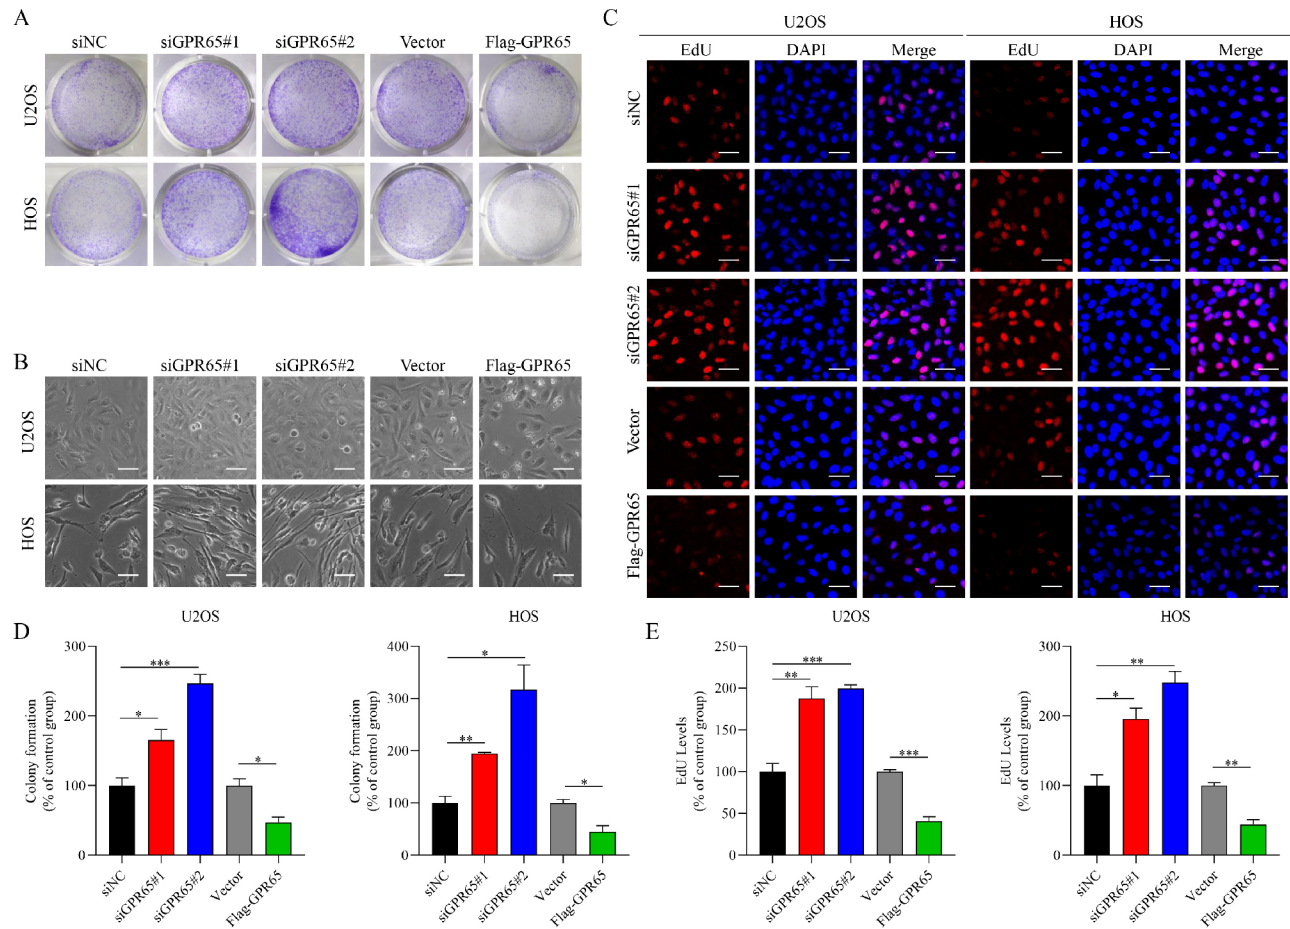 A
siNC siGPR65#1 siGPR65#2 Vector Flag-GPR65
U2OS
HOS
B
siNC siGPR65#1 siGPR65#2 Vector Flag-GPR65
U2OS
HOS
C
U2OS HOS
EdU DAPI Merge EdU DAPI Merge
siNC
siGPR65#1
siGPR65#2
Vector
Flag-GPR65
D
U2OS
Colony formation
(% of control group)
300
200
100
0
*
***
*
siNC siGPR65#1 siGPR65#2 Vector Flag-GPR65
HOS
Colony formation
(% of control group)
400
300
200
100
0
**
*
*
siNC siGPR65#1 siGPR65#2 Vector Flag-GPR65
E
U2OS
EdU Levels
(% of control group)
250
200
150
100
50
0
**
***
***
siNC siGPR65#1 siGPR65#2 Vector Flag-GPR65
HOS
EdU Levels
(% of control group)
300
200
100
0
*
**
**
siNC siGPR65#1 siGPR65#2 Vector Flag-GPR65